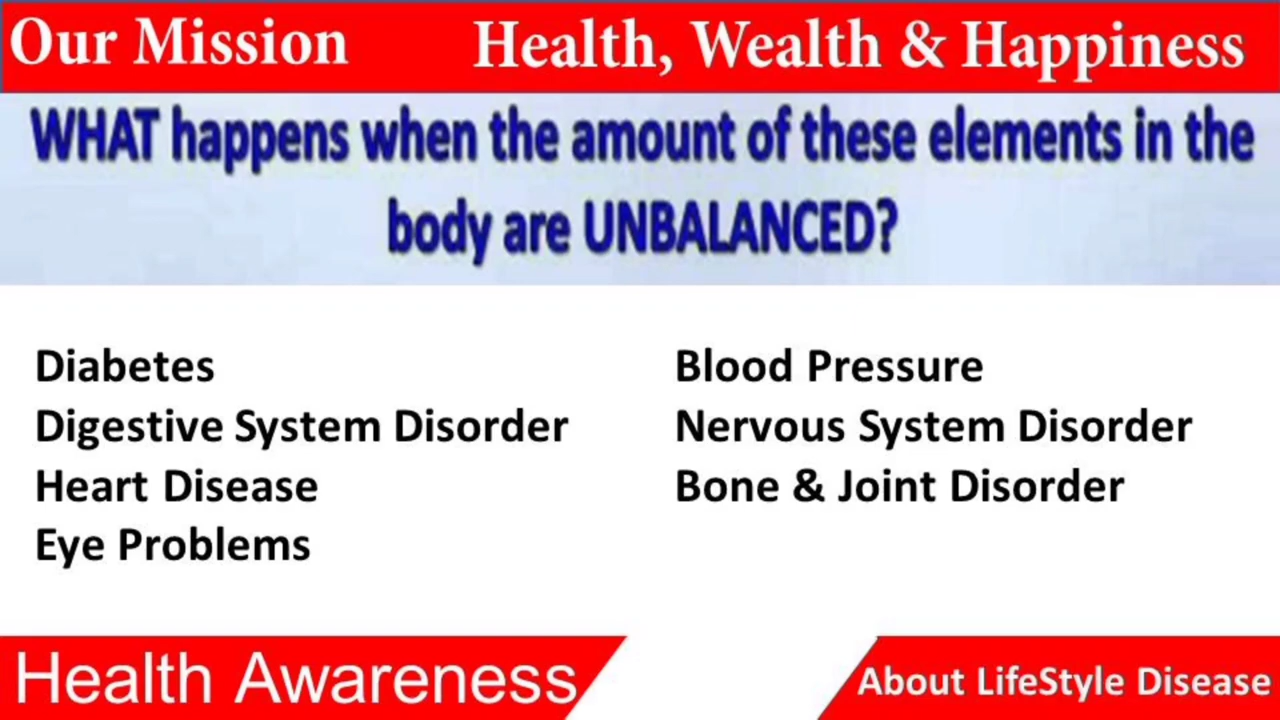 Our Mission
Health, Wealth & Happiness
WHAT happens when the amount of these elements in the
body are UNBALANCED?
Diabetes
Digestive System Disorder
Heart Disease
Eye Problems
Blood Pressure
Nervous System Disorder
Bone & Joint Disorder
Health Awareness
About LifeStyle Disease